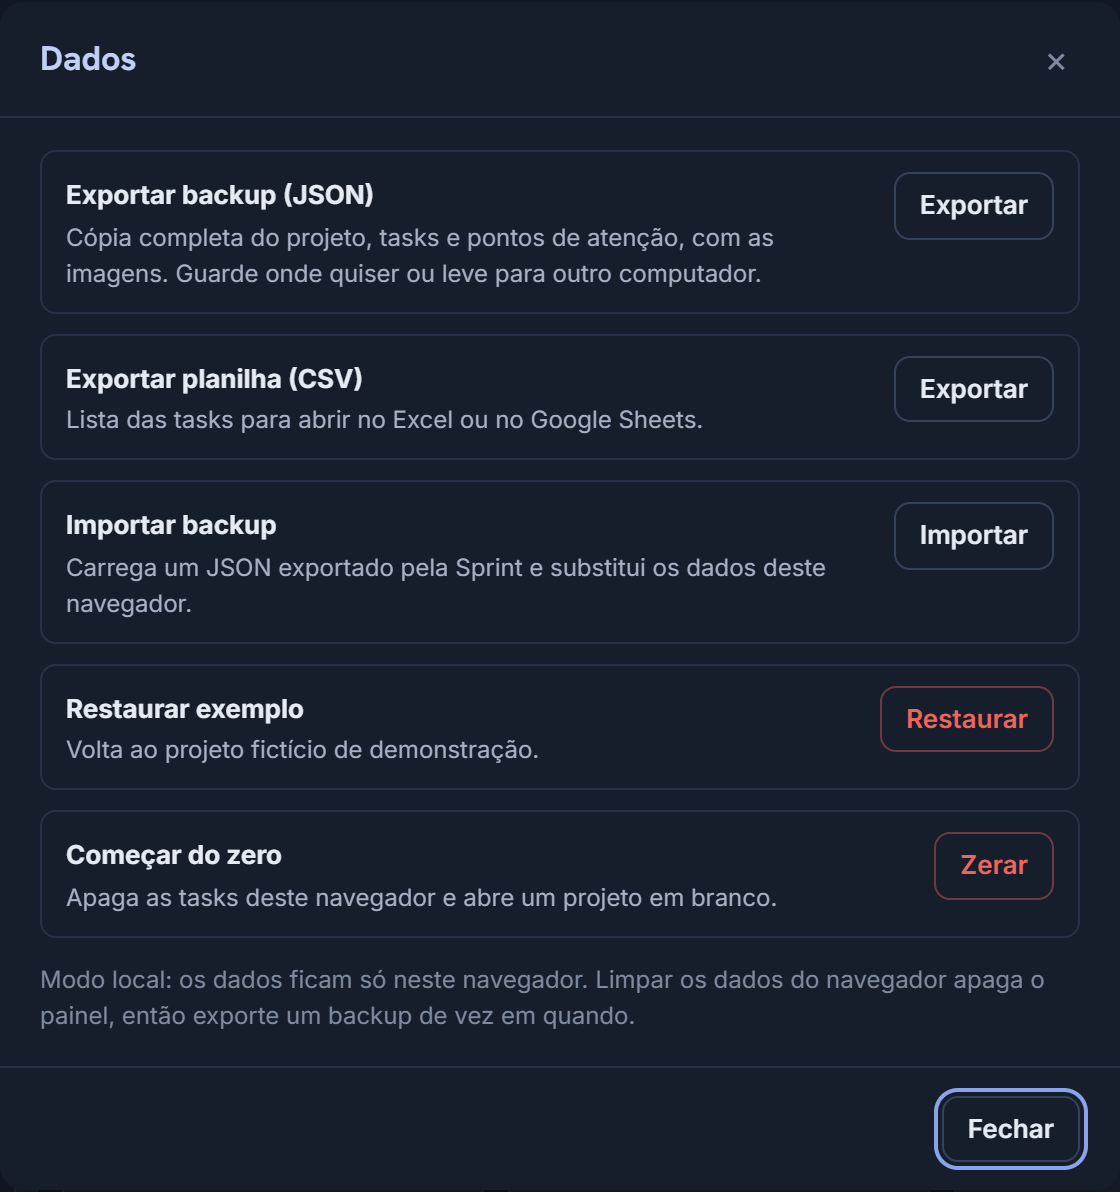 Dados
×
Exportar backup (JSON)
Exportar
Cópia completa do projeto, tasks e pontos de atenção, com as
imagens. Guarde onde quiser ou leve para outro computador.
Exportar planilha (CSV)
Exportar
Lista das tasks para abrir no Excel ou no Google Sheets.
Importar backup
Importar
Carrega um JSON exportado pela Sprint e substitui os dados deste
navegador.
Restaurar exemplo
Restaurar
Volta ao projeto fictício de demonstração.
Começar do zero
Zerar
Apaga as tasks deste navegador e abre um projeto em branco.
Modo local: os dados ficam só neste navegador. Limpar os dados do navegador apaga o
painel, então exporte um backup de vez em quando.
Fechar